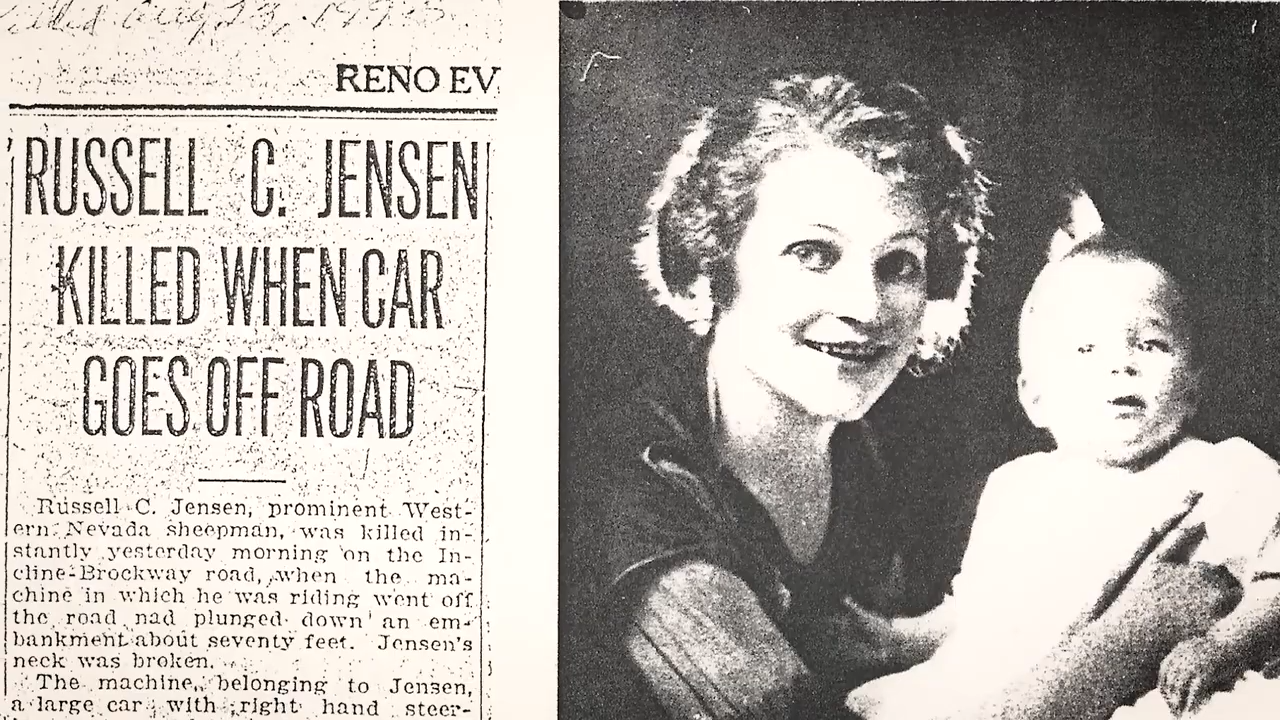 Aug 23, 1923
RENO EV
RUSSELL C. JENSEN
KILLED WHEN CAR
GOES OFF ROAD
Russell C. Jensen, prominent West-
ern Nevada sheepman, was killed in-
stantly yesterday morning on the In-
cline-Brockway road, when the ma-
chine in which he was riding went off
the road nad plunged down an em-
bankment about seventy feet. Jensen's
neck was broken.
The machine, belonging to Jensen,
a large car with right hand steer-